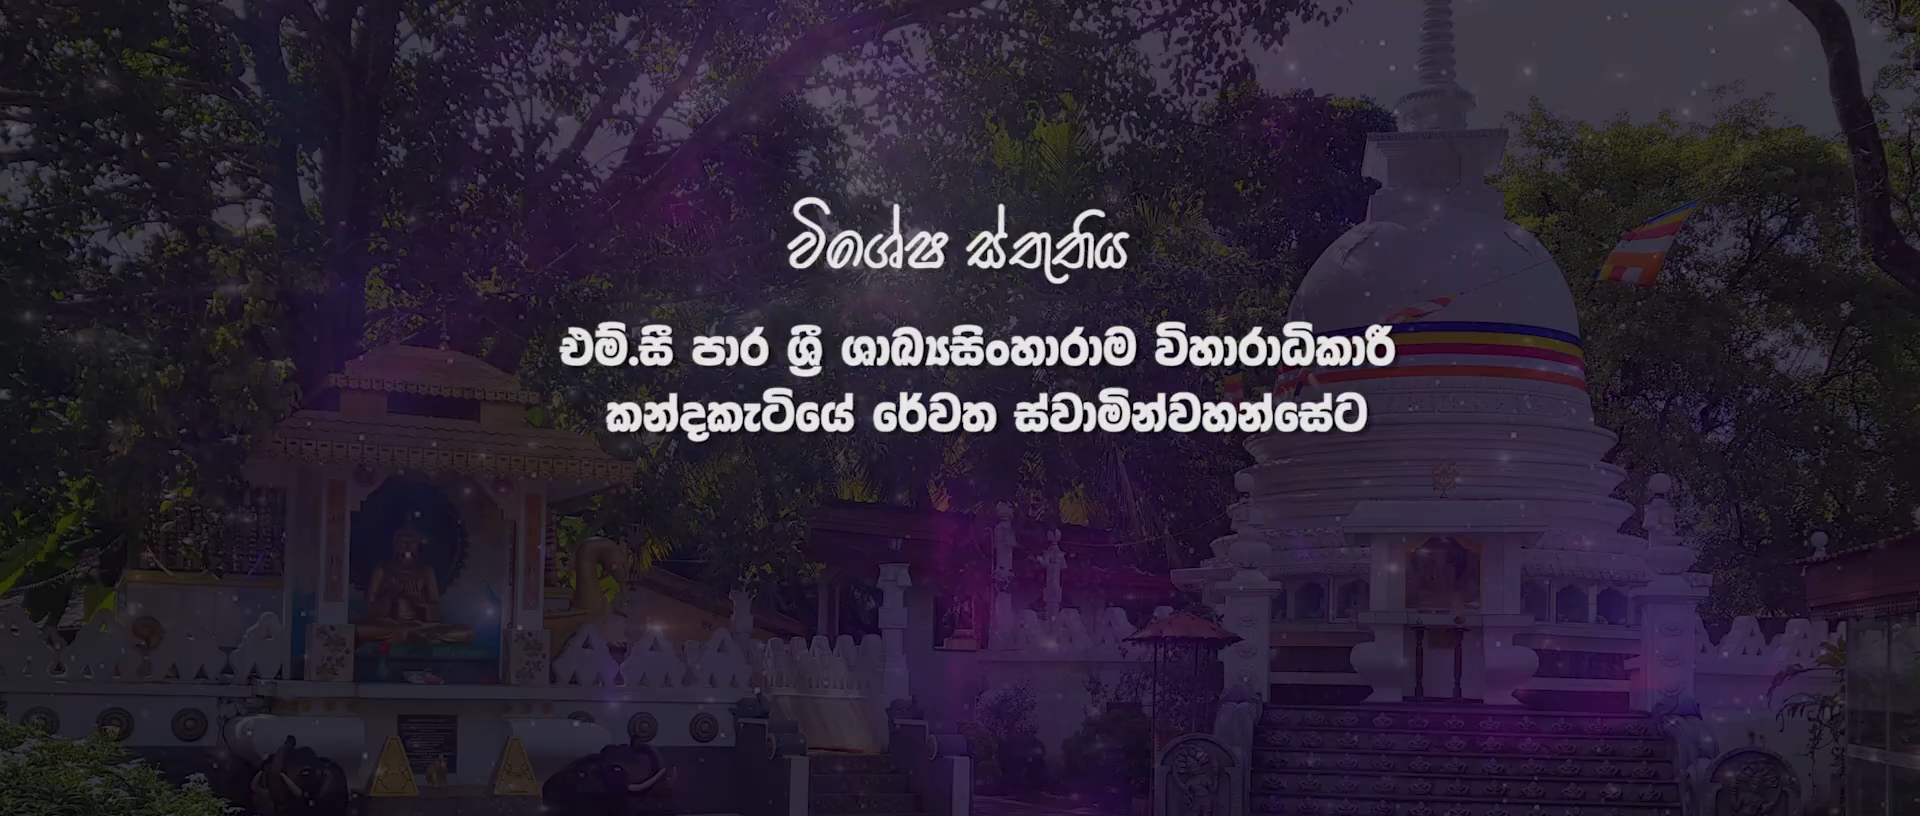 විශේෂ ස්තුතිය
එම්.සී පාර ශ්‍රී ශාඛ්‍යසිංහාරාම විහාරාධිකාරී
කන්දකැටියේ රේවත ස්වාමින්වහන්සේට